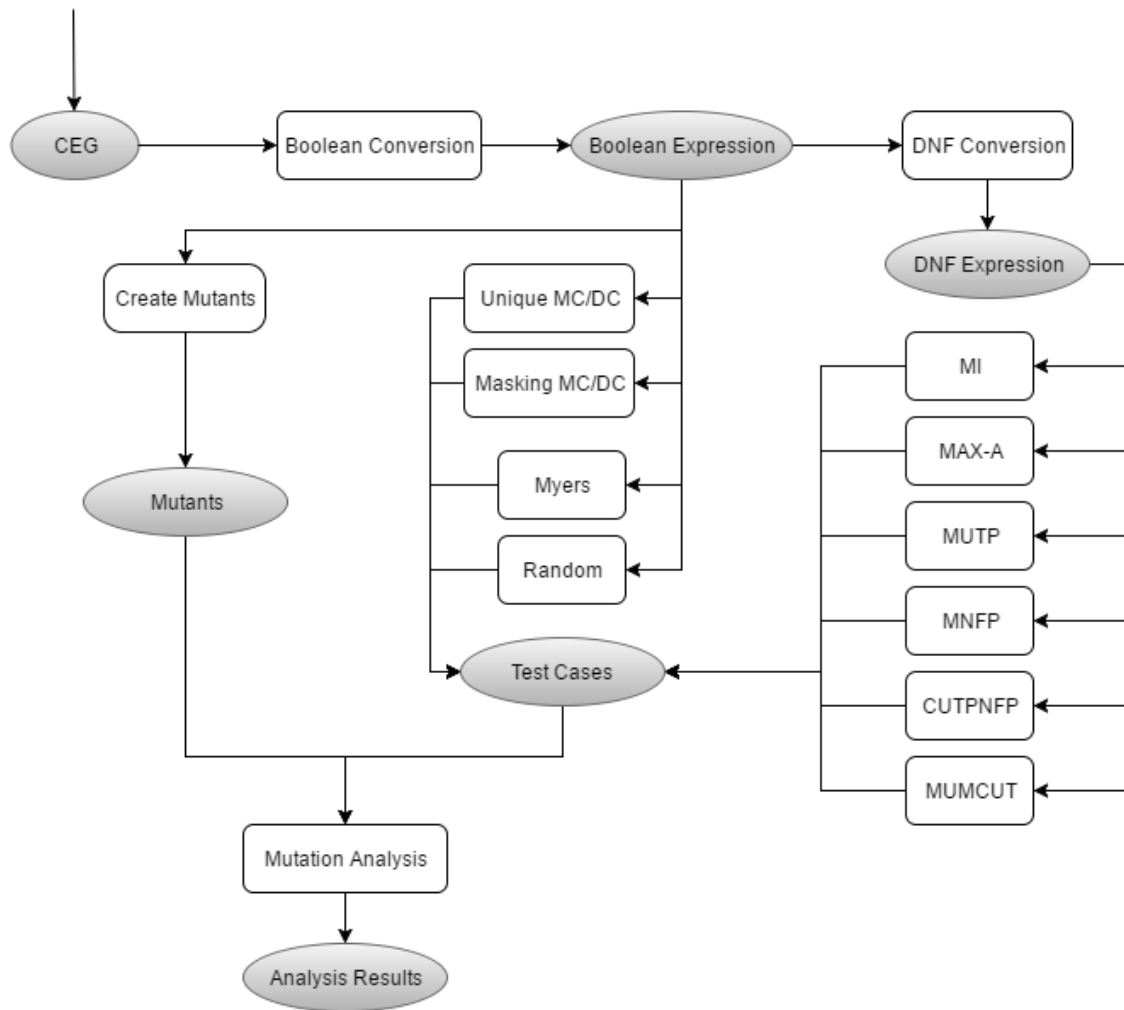 CEG
Boolean Conversion
Boolean Expression
DNF Conversion
DNF Expression
Create Mutants
Unique MC/DC
Masking MC/DC
MI
MAX-A
Mutants
Myers
MUTP
Random
MNFP
Test Cases
CUTPNFP
MUMCUT
Mutation Analysis
Analysis Results